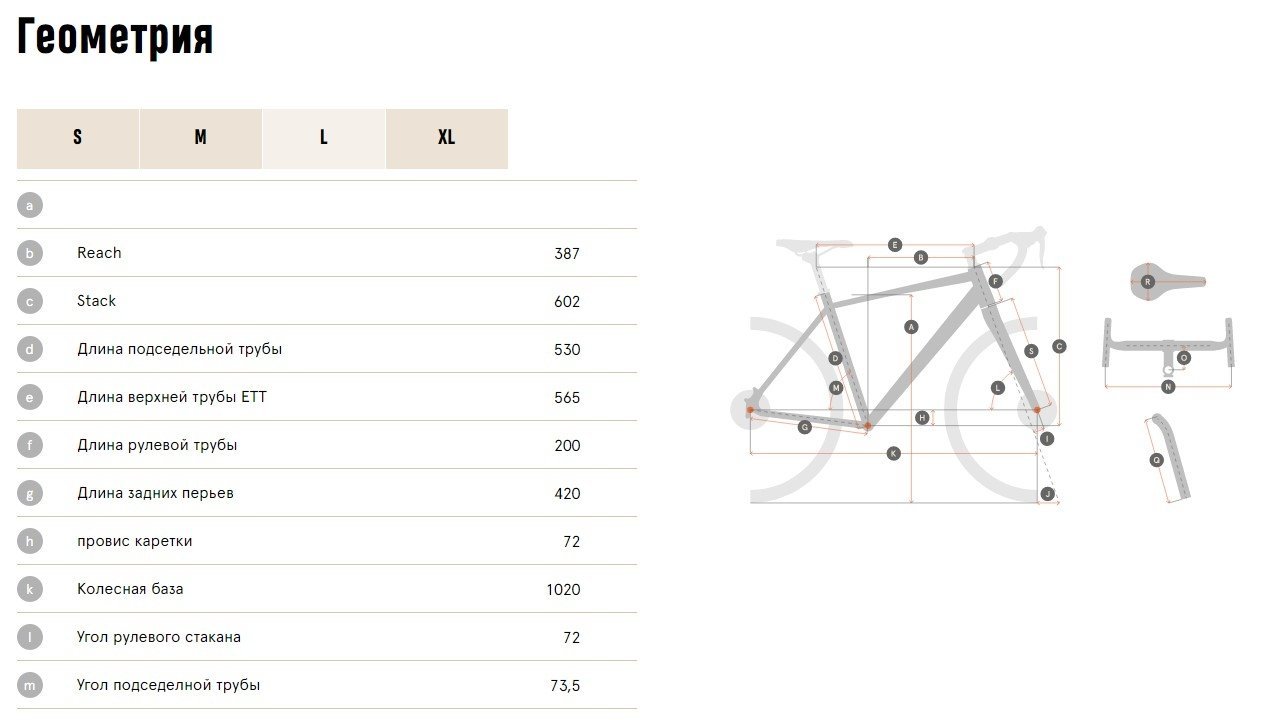 Геометрия
S M L XL
a
b Reach 387
c Stack 602
d Длина подседельной трубы 530
e Длина верхней трубы ETT 565
f Длина рулевой трубы 200
g Длина задних перьев 420
h провис каретки 72
k Колесная база 1020
l Угол рулевого стакана 72
m Угол подседелной трубы 73,5
E
B
F
R
A
C
S
D
O
M
L
N
H
G
I
K
Q
J